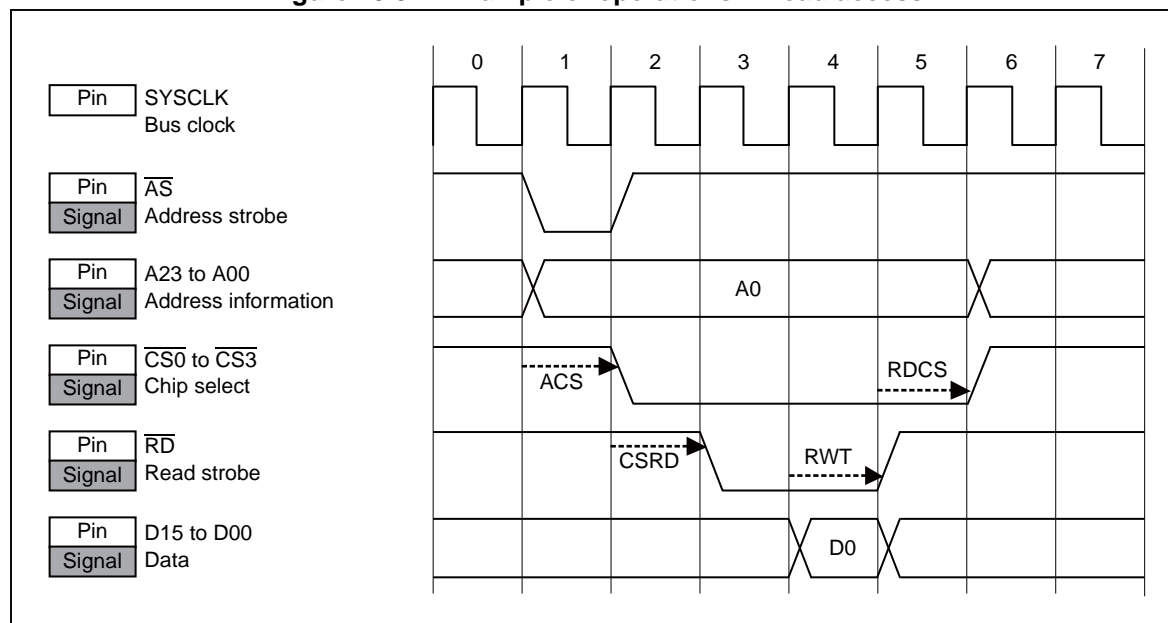 0 1 2 3 4 5 6 7
Pin SYSCLK
Bus clock
Pin AS
Signal Address strobe
Pin A23 to A00
Signal Address information
A0
Pin CS0 to CS3
Signal Chip select
ACS
RDCS
Pin RD
Signal Read strobe
CSRD
RWT
Pin D15 to D00
Signal Data
D0